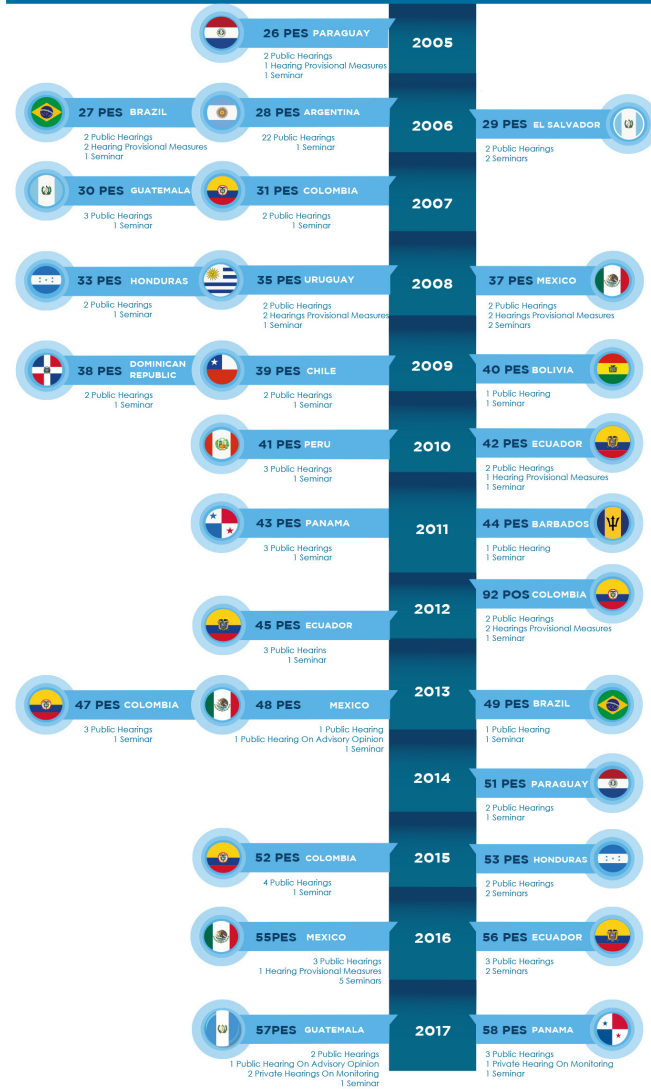 26 PES PARAGUAY
2 Public Hearings
1 Hearing Provisional Measures
1 Seminar
2005
27 PES BRAZIL
2 Public Hearings
2 Hearing Provisional Measures
1 Seminar
28 PES ARGENTINA
22 Public Hearings
1 Seminar
2006
29 PES EL SALVADOR
2 Public Hearings
2 Seminars
30 PES GUATEMALA
3 Public Hearings
1 Seminar
31 PES COLOMBIA
2 Public Hearings
1 Seminar
2007
33 PES HONDURAS
2 Public Hearings
1 Seminar
35 PES URUGUAY
2 Public Hearings
2 Hearings Provisional Measures
1 Seminar
2008
37 PES MEXICO
2 Public Hearings
2 Hearings Provisional Measures
2 Seminars
38 PES DOMINICAN
REPUBLIC
2 Public Hearings
1 Seminar
39 PES CHILE
2 Public Hearings
1 Seminar
2009
40 PES BOLIVIA
1 Public Hearing
1 Seminar
41 PES PERU
3 Public Hearings
1 Seminar
2010
42 PES ECUADOR
2 Public Hearings
1 Hearing Provisional Measures
1 Seminar
43 PES PANAMA
3 Public Hearings
1 Seminar
2011
44 PES BARBADOS
1 Public Hearing
1 Seminar
45 PES ECUADOR
3 Public Hearins
1 Seminar
2012
92 POS COLOMBIA
2 Public Hearings
2 Hearings Provisional Measures
1 Seminar
47 PES COLOMBIA
3 Public Hearings
1 Seminar
48 PES MEXICO
1 Public Hearing
1 Public Hearing On Advisory Opinion
1 Seminar
2013
49 PES BRAZIL
1 Public Hearing
1 Seminar
2014
51 PES PARAGUAY
2 Public Hearings
1 Seminar
52 PES COLOMBIA
4 Public Hearings
1 Seminar
2015
53 PES HONDURAS
2 Public Hearings
2 Seminars
55PES MEXICO
3 Public Hearings
1 Hearing Provisional Measures
5 Seminars
2016
56 PES ECUADOR
3 Public Hearings
2 Seminars
57PES GUATEMALA
2 Public Hearings
1 Public Hearing On Advisory Opinion
2 Private Hearings On Monitoring
1 Seminar
2017
58 PES PANAMA
3 Public Hearings
1 Private Hearing On Monitoring
1 Seminar